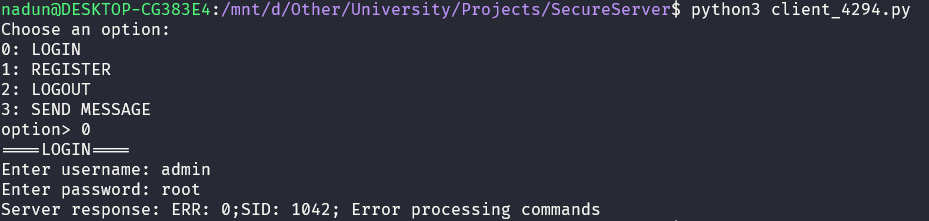 nadun@DESKTOP-CG383E4:/mnt/d/Other/University/Projects/SecureServer$ python3 client_4294.py
Choose an option:
0: LOGIN
1: REGISTER
2: LOGOUT
3: SEND MESSAGE
option> 0
====LOGIN====
Enter username: admin
Enter password: root
Server response: ERR: 0;SID: 1042; Error processing commands